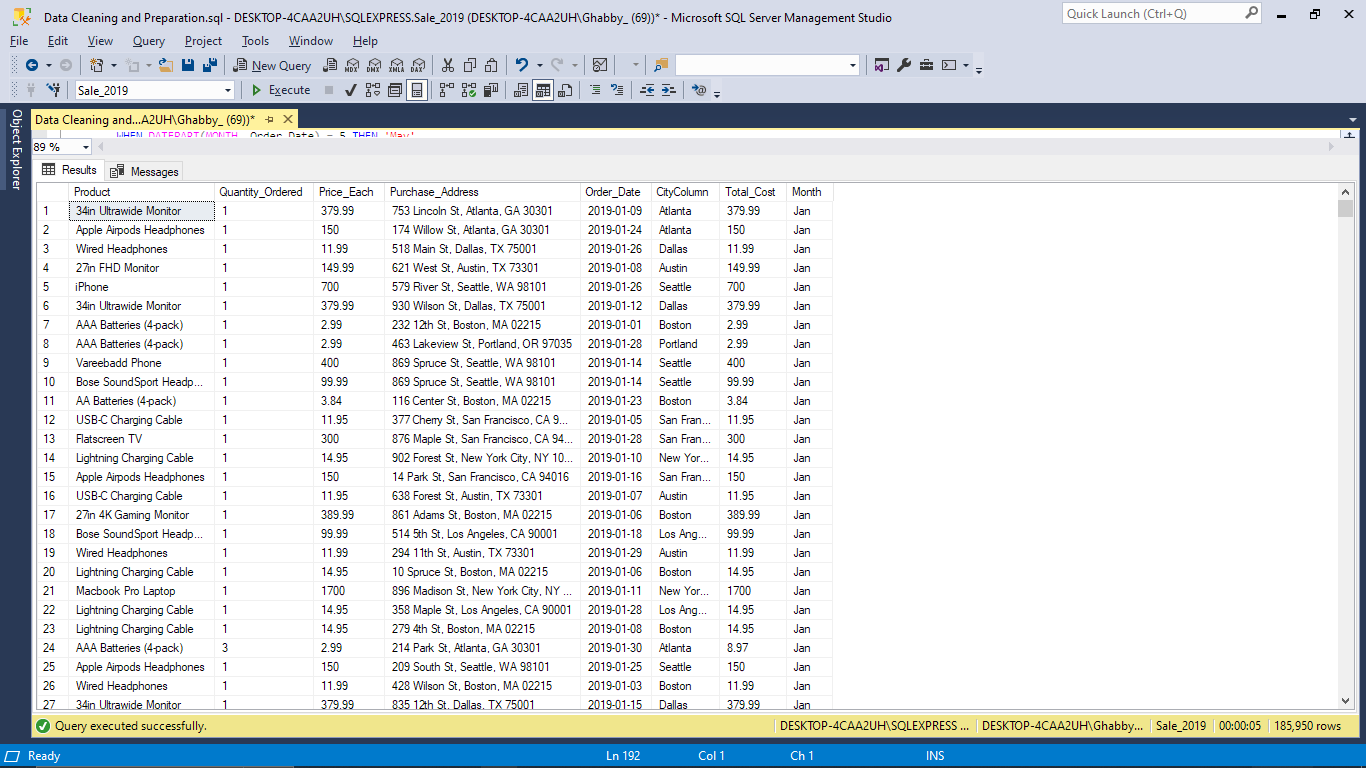 Data Cleaning and Preparation.sql - DESKTOP-4CAA2UH\SQLEXPRESS.Sale_2019 (DESKTOP-4CAA2UH\Ghabby_ (69))* - Microsoft SQL Server Management Studio
Quick Launch (Ctrl+Q)
File Edit View Query Project Tools Window Help
New Query MDX DMX XMLA DAX
Sale_2019 Execute
Object Explorer
Data Cleaning and...A2UH\Ghabby_ (69))*
WHEN DATEPART(MONTH, Order_Date) = 5 THEN 'May'
89 %
Results Messages
Product Quantity_Ordered Price_Each Purchase_Address Order_Date CityColumn Total_Cost Month
1 34in Ultrawide Monitor 1 379.99 753 Lincoln St, Atlanta, GA 30301 2019-01-09 Atlanta 379.99 Jan
2 Apple Airpods Headphones 1 150 174 Willow St, Atlanta, GA 30301 2019-01-24 Atlanta 150 Jan
3 Wired Headphones 1 11.99 518 Main St, Dallas, TX 75001 2019-01-26 Dallas 11.99 Jan
4 27in FHD Monitor 1 149.99 621 West St, Austin, TX 73301 2019-01-08 Austin 149.99 Jan
5 iPhone 1 700 579 River St, Seattle, WA 98101 2019-01-26 Seattle 700 Jan
6 34in Ultrawide Monitor 1 379.99 930 Wilson St, Dallas, TX 75001 2019-01-12 Dallas 379.99 Jan
7 AAA Batteries (4-pack) 1 2.99 232 12th St, Boston, MA 02215 2019-01-01 Boston 2.99 Jan
8 AAA Batteries (4-pack) 1 2.99 463 Lakeview St, Portland, OR 97035 2019-01-28 Portland 2.99 Jan
9 Vareebadd Phone 1 400 869 Spruce St, Seattle, WA 98101 2019-01-14 Seattle 400 Jan
10 Bose SoundSport Headp... 1 99.99 869 Spruce St, Seattle, WA 98101 2019-01-14 Seattle 99.99 Jan
11 AA Batteries (4-pack) 1 3.84 116 Center St, Boston, MA 02215 2019-01-23 Boston 3.84 Jan
12 USB-C Charging Cable 1 11.95 377 Cherry St, San Francisco, CA 9... 2019-01-05 San Fran... 11.95 Jan
13 Flatscreen TV 1 300 876 Maple St, San Francisco, CA 94... 2019-01-28 San Fran... 300 Jan
14 Lightning Charging Cable 1 14.95 902 Forest St, New York City, NY 10... 2019-01-10 New Yor... 14.95 Jan
15 Apple Airpods Headphones 1 150 14 Park St, San Francisco, CA 94016 2019-01-16 San Fran... 150 Jan
16 USB-C Charging Cable 1 11.95 638 Forest St, Austin, TX 73301 2019-01-07 Austin 11.95 Jan
17 27in 4K Gaming Monitor 1 389.99 861 Adams St, Boston, MA 02215 2019-01-06 Boston 389.99 Jan
18 Bose SoundSport Headp... 1 99.99 514 5th St, Los Angeles, CA 90001 2019-01-18 Los Ang... 99.99 Jan
19 Wired Headphones 1 11.99 294 11th St, Austin, TX 73301 2019-01-29 Austin 11.99 Jan
20 Lightning Charging Cable 1 14.95 10 Spruce St, Boston, MA 02215 2019-01-06 Boston 14.95 Jan
21 Macbook Pro Laptop 1 1700 896 Madison St, New York City, NY ... 2019-01-11 New Yor... 1700 Jan
22 Lightning Charging Cable 1 14.95 358 Maple St, Los Angeles, CA 90001 2019-01-28 Los Ang... 14.95 Jan
23 Lightning Charging Cable 1 14.95 279 4th St, Boston, MA 02215 2019-01-08 Boston 14.95 Jan
24 AAA Batteries (4-pack) 3 2.99 214 Park St, Atlanta, GA 30301 2019-01-30 Atlanta 8.97 Jan
25 Apple Airpods Headphones 1 150 209 South St, Seattle, WA 98101 2019-01-25 Seattle 150 Jan
26 Wired Headphones 1 11.99 428 Wilson St, Boston, MA 02215 2019-01-03 Boston 11.99 Jan
27 34in Ultrawide Monitor 1 379.99 835 12th St, Dallas, TX 75001 2019-01-15 Dallas 379.99 Jan
Query executed successfully. DESKTOP-4CAA2UH\SQLEXPRESS ... DESKTOP-4CAA2UH\Ghabby... Sale_2019 00:00:05 185,950 rows
Ready Ln 192 Col 1 Ch 1 INS